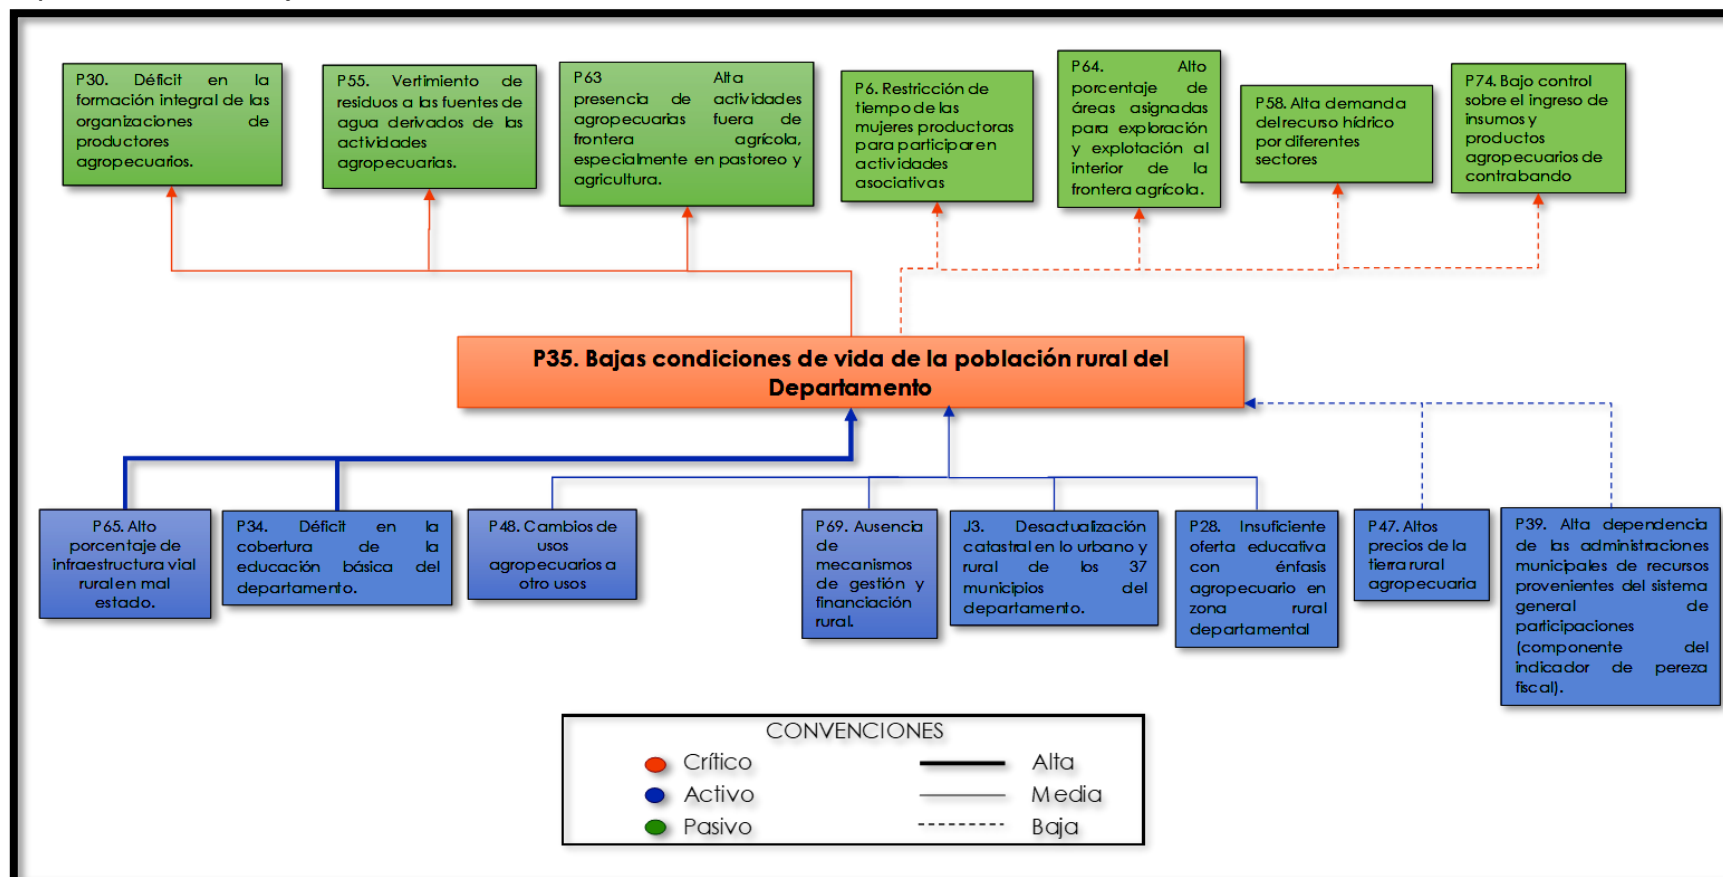 P30. Déficit en la
formación integral de las
organizaciones de
productores
agropecuarios.
P55. Vertimiento de
residuos a las fuentes de
agua derivados de las
actividades
agropecuarias.
P63 Alta
presencia de actividades
agropecuarias fuera de
frontera agrícola,
especialmente en pastoreo y
agricultura.
P6. Restricción de
tiempo de las
mujeres productoras
para participar en
actividades
asociativas
P64. Alto
porcentaje de
áreas asignadas
para exploración
y explotación al
interior de la
frontera agrícola.
P58. Alta demanda
del recurso hídrico
por diferentes
sectores
P74. Bajo control
sobre el ingreso de
insumos y
productos
agropecuarios de
contrabando
P35. Bajas condiciones de vida de la población rural del
Departamento
P65. Alto
porcentaje de
infraestructura vial
rural en mal
estado.
P34. Déficit en la
cobertura de la
educación básica del
departamento.
P48. Cambios de
usos
agropecuarios a
otro usos
P69. Ausencia
de
mecanismos
de gestión y
financiación
rural.
J3. Desactualización
catastral en lo urbano y
rural de los 37
municipios del
departamento.
P28. Insuficiente
oferta educativa
con énfasis
agropecuario en
zona rural
departamental
P47. Altos
precios de la
tierra rural
agropecuaria
P39. Alta dependencia
de las administraciones
municipales de recursos
provenientes del sistema
general de
participaciones
(componente del
indicador de pereza
fiscal).
CONVENCIONES
Crítico Alta
Activo Media
Pasivo Baja